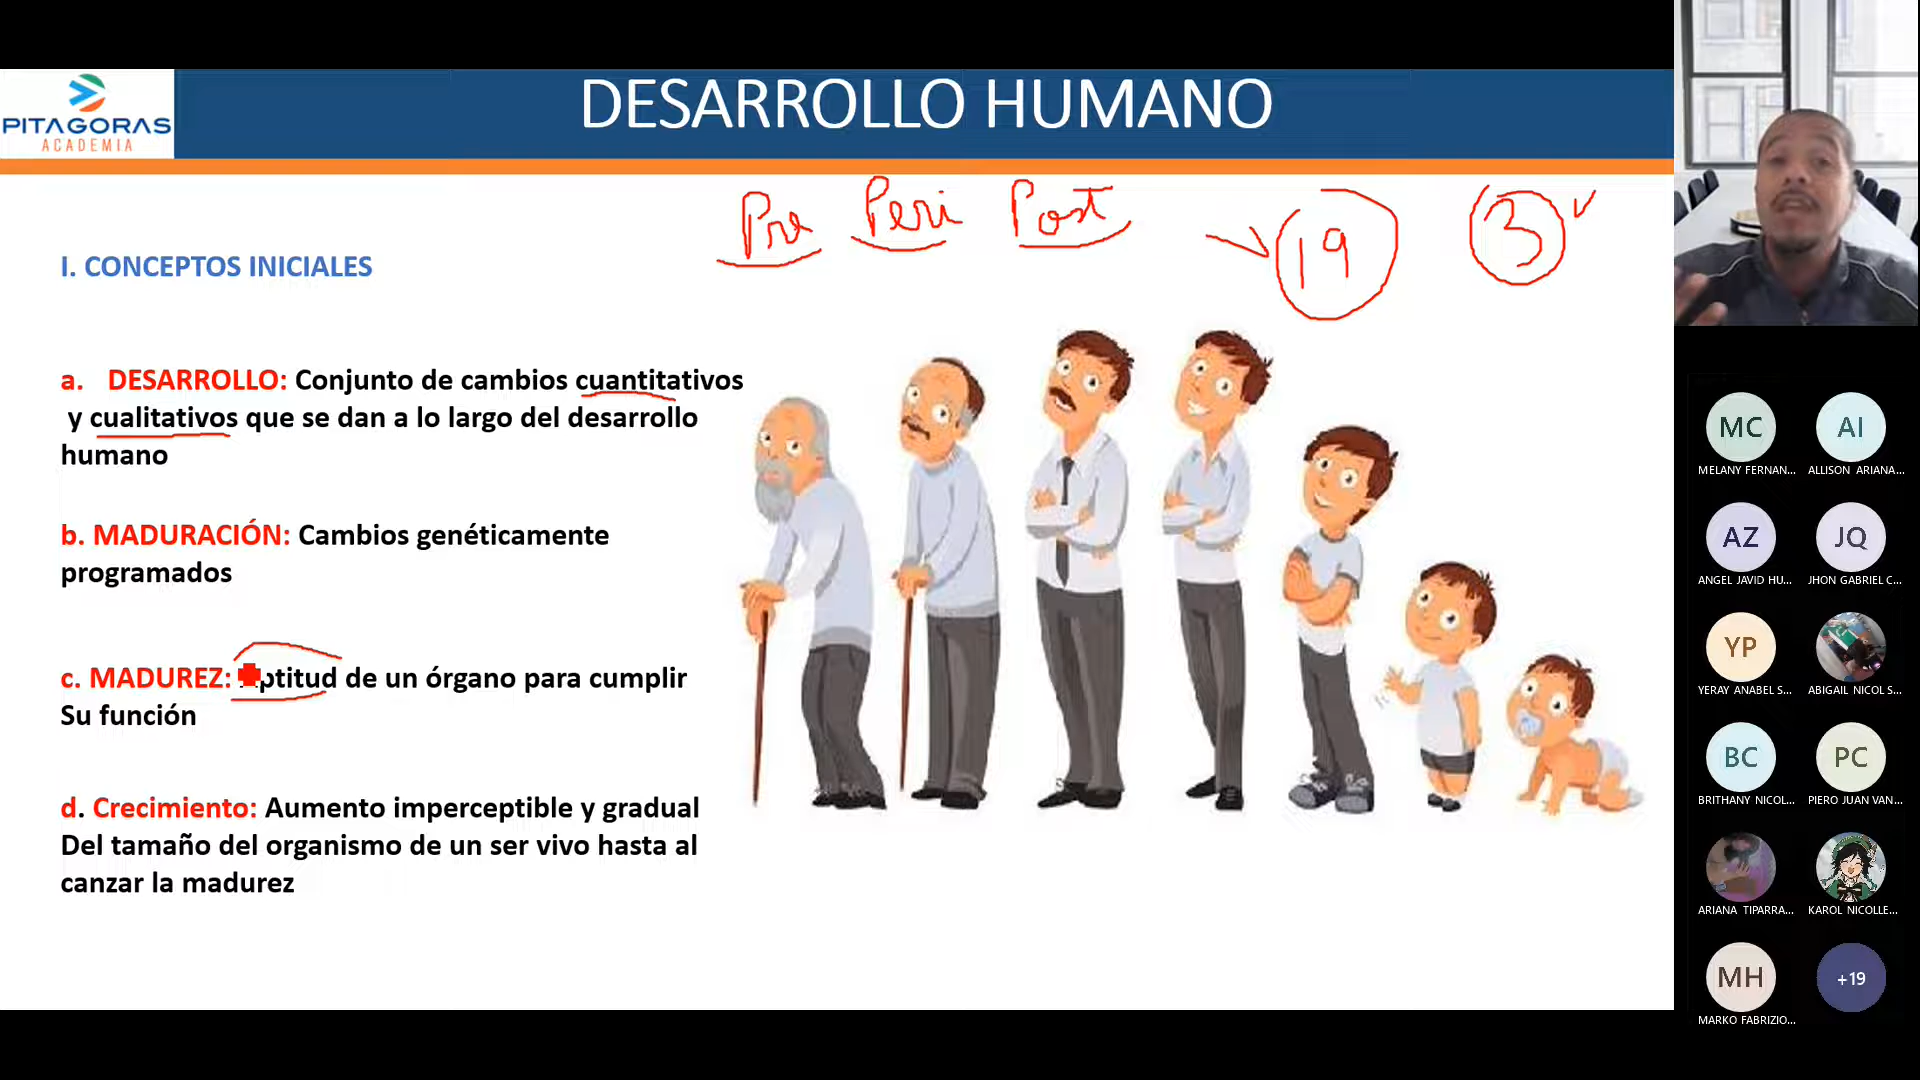 DESARROLLO HUMANO
PITAGORAS
ACADEMIA
Pre Peri Post 19 3
I. CONCEPTOS INICIALES
a. DESARROLLO: Conjunto de cambios cuantitativos
y cualitativos que se dan a lo largo del desarrollo
humano
b. MADURACIÓN: Cambios genéticamente
programados
c. MADUREZ: Aptitud de un órgano para cumplir
Su función
d. Crecimiento: Aumento imperceptible y gradual
Del tamaño del organismo de un ser vivo hasta al
canzar la madurez
MC AI
MELANY FERNAN... ALLISON ARIANA...
AZ JQ
ANGEL JAVID HU... JHON GABRIEL C...
YP
YERAY ANABEL S... ABIGAIL NICOL S...
BC PC
BRITHANY NICOL... PIERO JUAN VAN...
ARIANA TIPARRA... KAROL NICOLLE...
MH +19
MARKO FABRIZIO...